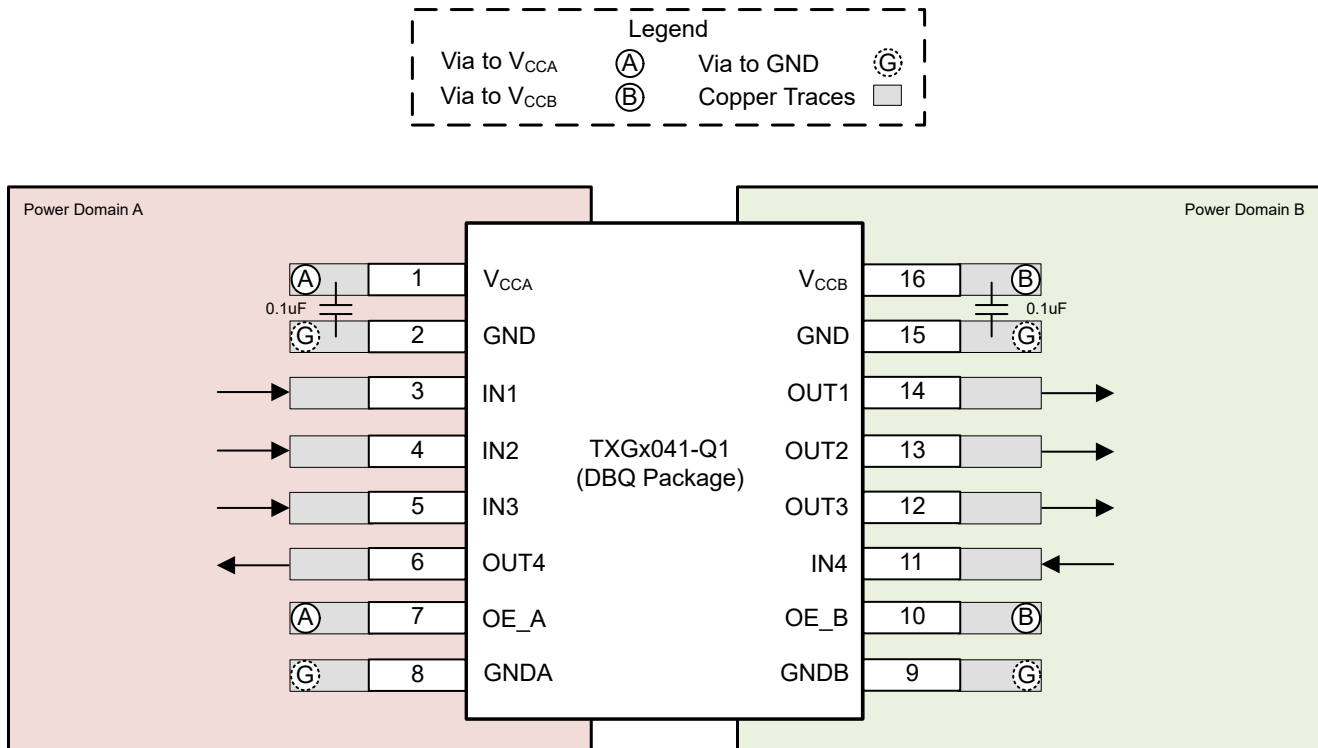 Legend
Via to VCCA A Via to GND G
Via to VCCB B Copper Traces
Power Domain A
Power Domain B
A 1 VCCA
VCCB 16 B
0.1uF
0.1uF
G 2 GND
GND 15 G
3 IN1
OUT1 14
4 IN2
OUT2 13
TXGx041-Q1
(DBQ Package)
5 IN3
OUT3 12
6 OUT4
IN4 11
A 7 OE_A
OE_B 10 B
G 8 GNDA
GNDB 9 G